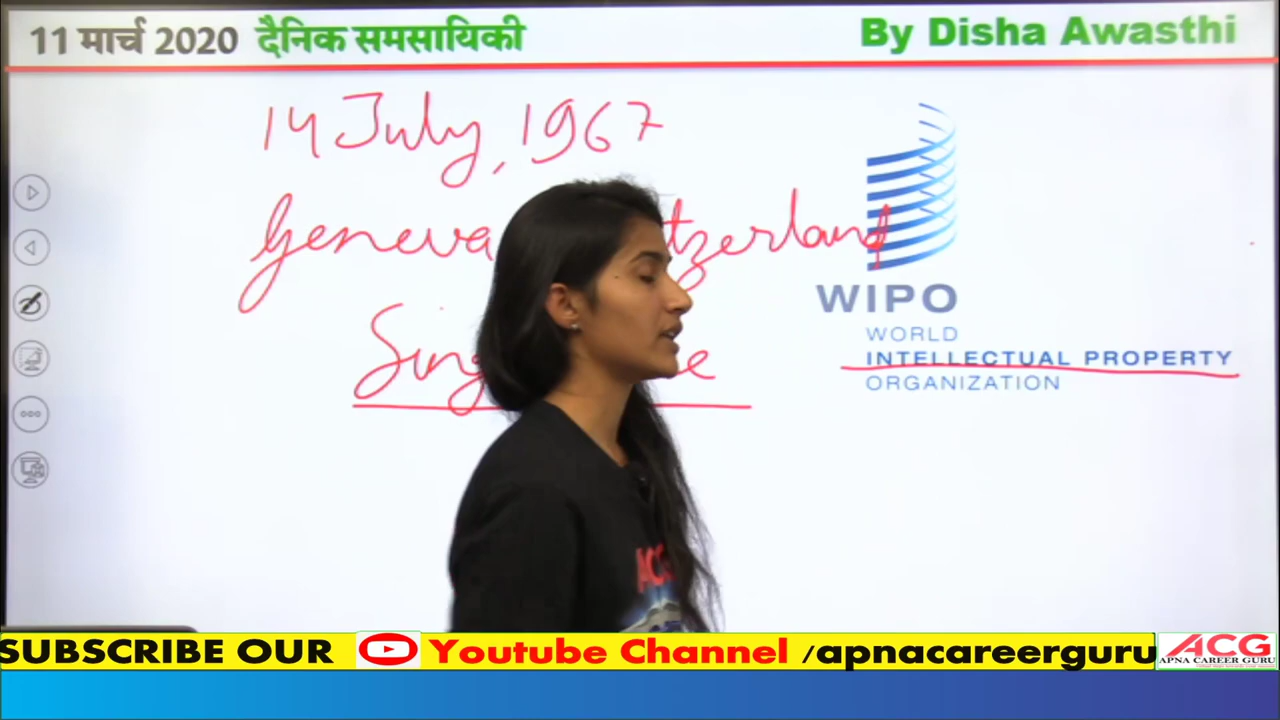 11 मार्च 2020 दैनिक समसायिकी
By Disha Awasthi
14 July, 1967
Geneva
WIPO
WORLD
INTELLECTUAL PROPERTY
ORGANIZATION
SUBSCRIBE OUR Youtube Channel /apnacareerguru
ACG
APNA CAREER GURU